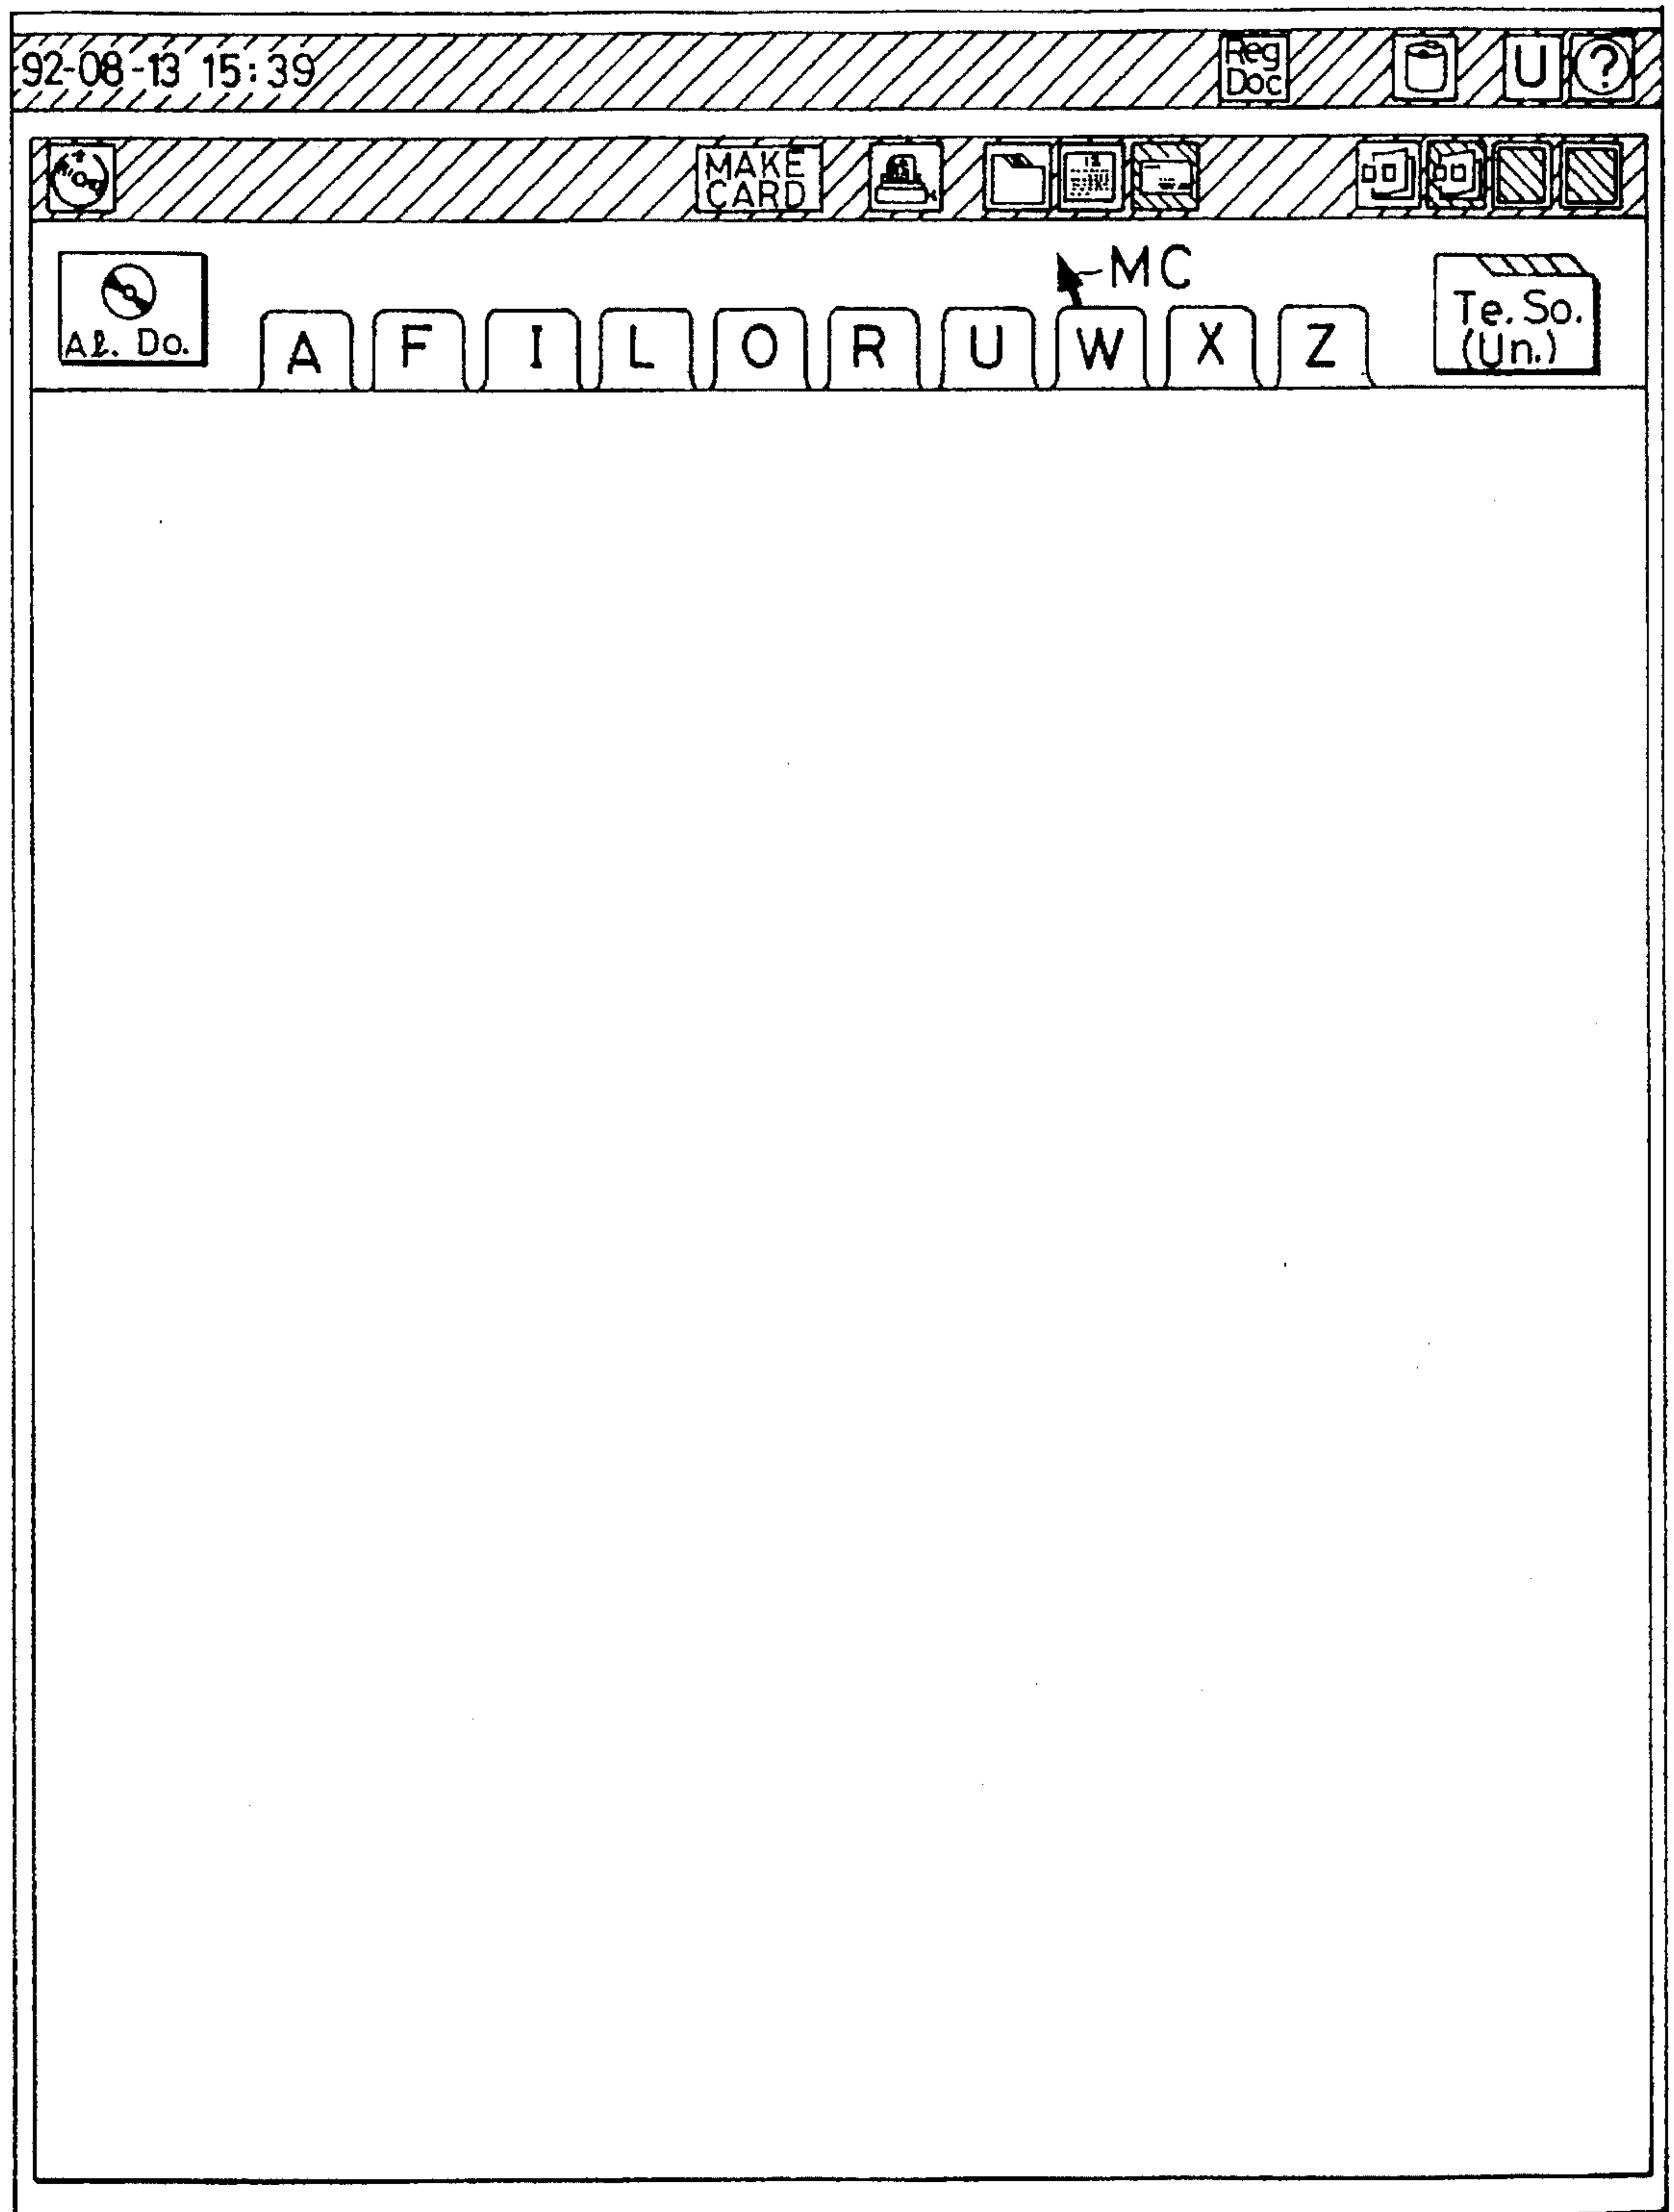 92-08-13 15:39
Reg
Doc
U
?
MAKE
CARD
MC
Al. Do.
A F I L O R U W X Z
Te. So.
(Un.)